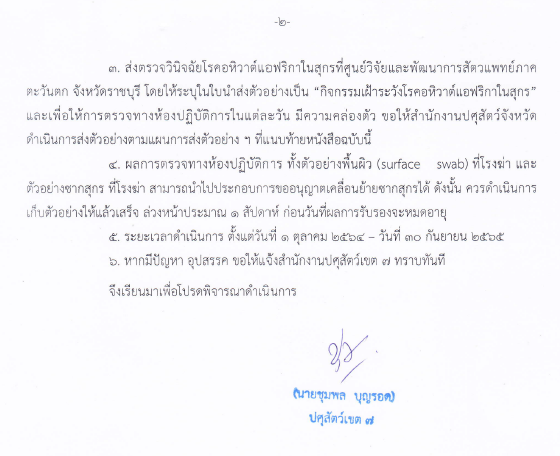 -๒-
๓. ส่งตรวจวินิจฉัยโรคอหิวาต์แอฟริกาในสุกรที่ศูนย์วิจัยและพัฒนาการสัตวแพทย์ภาค
ตะวันตก จังหวัดราชบุรี โดยให้ระบุในใบนำส่งตัวอย่างเป็น “กิจกรรมเฝ้าระวังโรคอหิวาต์แอฟริกาในสุกร”
และเพื่อให้การตรวจทางห้องปฏิบัติการในแต่ละวัน มีความคล่องตัว ขอให้สำนักงานปศุสัตว์จังหวัด
ดำเนินการส่งตัวอย่างตามแผนการส่งตัวอย่าง ฯ ที่แนบท้ายหนังสือฉบับนี้
๔. ผลการตรวจทางห้องปฏิบัติการ ทั้งตัวอย่างพื้นผิว (surface swab) ที่โรงฆ่า และ
ตัวอย่างซากสุกร ที่โรงฆ่า สามารถนำไปประกอบการขออนุญาตเคลื่อนย้ายซากสุกรได้ ดังนั้น ควรดำเนินการ
เก็บตัวอย่างให้แล้วเสร็จ ล่วงหน้าประมาณ ๑ สัปดาห์ ก่อนวันที่ผลการรับรองจะหมดอายุ
๕. ระยะเวลาดำเนินการ ตั้งแต่วันที่ ๑ ตุลาคม ๒๕๖๔ – วันที่ ๓๐ กันยายน ๒๕๖๕
๖. หากมีปัญหา อุปสรรค ขอให้แจ้งสำนักงานปศุสัตว์เขต ๗ ทราบทันที
จึงเรียนมาเพื่อโปรดพิจารณาดำเนินการ
(นายชุมพล บุญรอด)
ปศุสัตว์เขต ๗